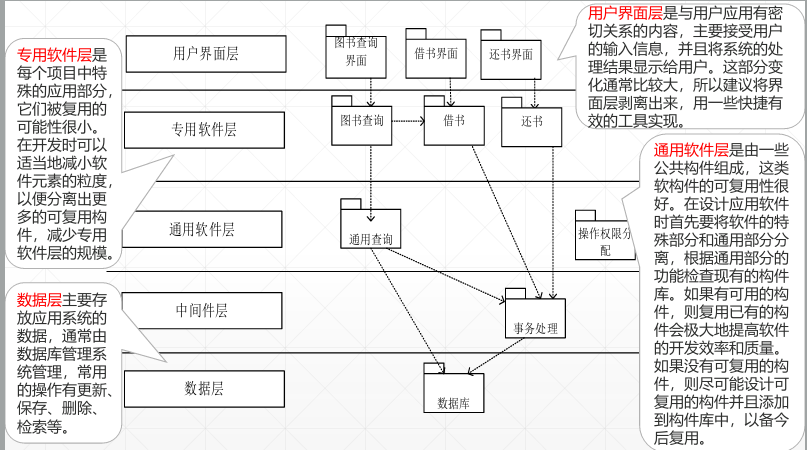 专用软件层是
每个项目中特
殊的应用部分，
它们被复用的
可能性很小。
在开发时可以
适当地减小软
件元素的粒度，
以便分离出更
多的可复用构
件，减少专用
软件层的规模。
数据层主要存
放应用系统的
数据，通常由
数据库管理系
统管理，常用
的操作有更新、
保存、删除、
检索等。
用户界面层
图书查询
界面
借书界面
还书界面
专用软件层
图书查询
借书
还书
通用软件层
通用查询
操作权限分
配
中间件层
事务处理
数据层
数据库
用户界面层是与用户应用有密
切关系的内容，主要接受用户
的输入信息，并且将系统的处
理结果显示给用户。这部分变
化通常比较大，所以建议将界
面层剥离出来，用一些快捷有
效的工具实现。
通用软件层是由一些
公共构件组成，这类
软构件的可复用性很
好。在设计应用软件
时首先要将软件的特
殊部分和通用部分分
离，根据通用部分的
功能检查现有的构件
库。如果有可用的构
件，则复用已有的构
件会极大地提高软件
的开发效率和质量。
如果没有可复用的构
件，则尽可能设计可
复用的构件并且添加
到构件库中，以备今
后复用。